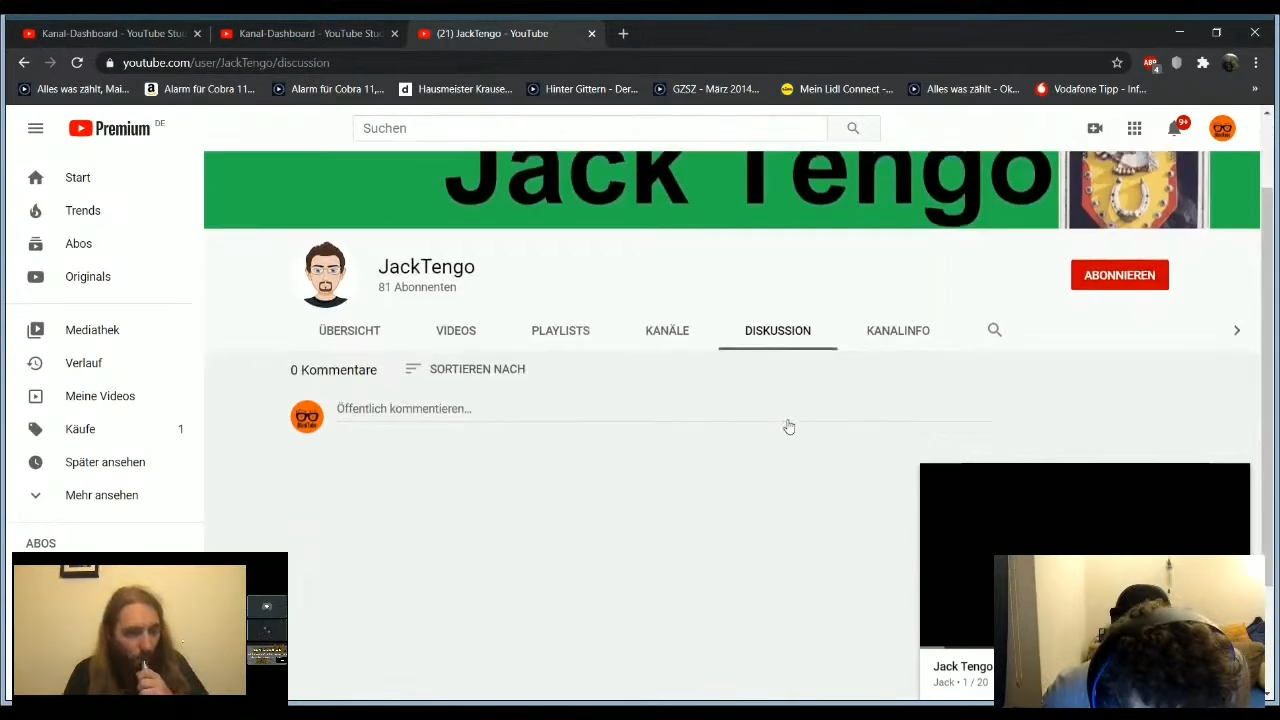 Kanal-Dashboard - YouTube Stu
Kanal-Dashboard - YouTube Stu
(21) JackTengo - YouTube
youtube.com/user/JackTengo/discussion
ABP
4
Alles was zählt, Mai...
Alarm für Cobra 11...
Alarm für Cobra 11,...
Hausmeister Krause...
Hinter Gittern - Der...
GZSZ - März 2014...
Mein Lidl Connect -...
Alles was zählt - Ok...
Vodafone Tipp - Inf...
»
Premium DE
Suchen
9+
Start
Trends
Abos
Originals
Mediathek
Verlauf
Meine Videos
Käufe 1
Später ansehen
Mehr ansehen
ABOS
Jack Tengo
JackTengo
81 Abonnenten
ABONNIEREN
ÜBERSICHT
VIDEOS
PLAYLISTS
KANÄLE
DISKUSSION
KANALINFO
0 Kommentare
SORTIEREN NACH
Öffentlich kommentieren...
Jack Tengo
Jack • 1 / 20